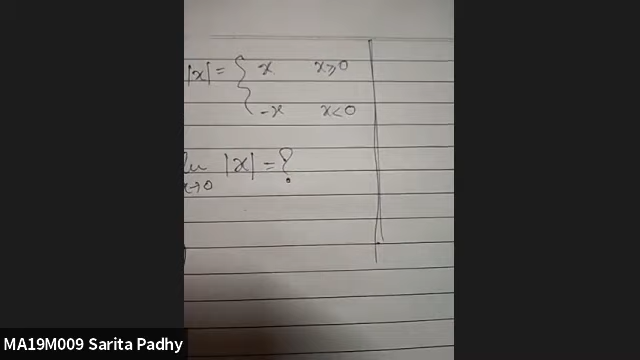 |x| = { x x≥0
-x x<0
lim |x| = ?
x→0
MA19M009 Sarita Padhy